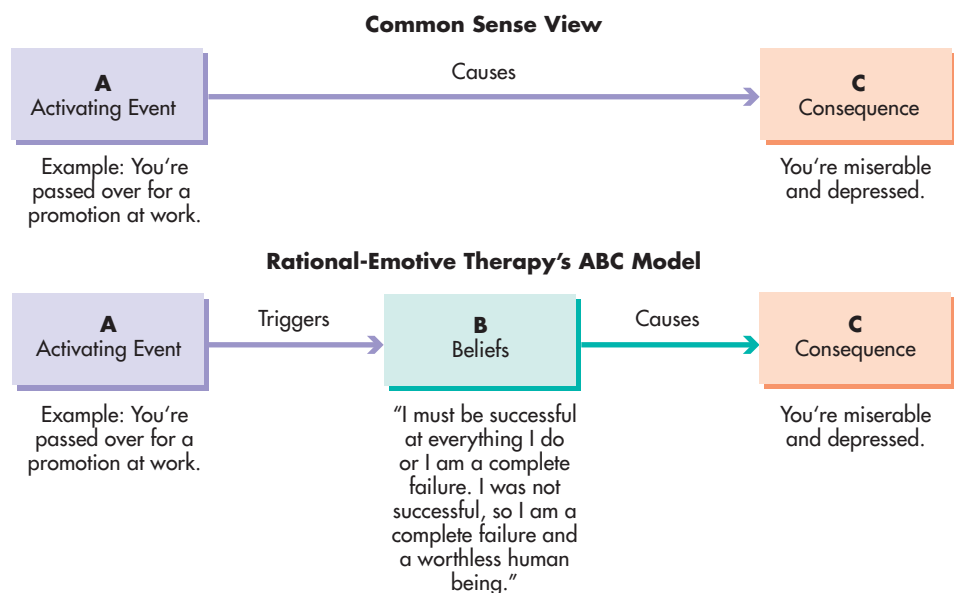 Common Sense View
A
Activating Event
Causes
C
Consequence
Example: You're
passed over for a
promotion at work.
You're miserable
and depressed.
Rational-Emotive Therapy's ABC Model
A
Activating Event
Triggers
B
Beliefs
Causes
C
Consequence
Example: You're
passed over for a
promotion at work.
"I must be successful
at everything I do
or I am a complete
failure. I was not
successful, so I am a
complete failure and
a worthless human
being."
You're miserable
and depressed.